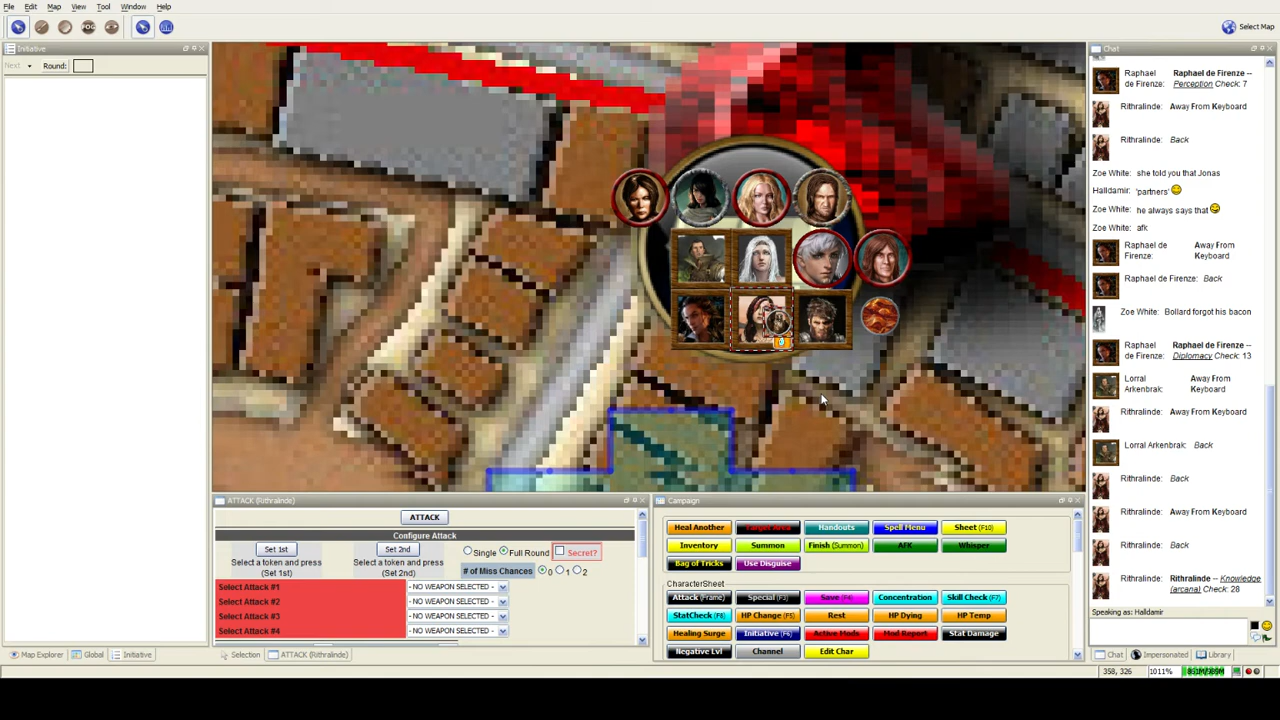 File Edit Map View Tool Window Help
FOG
Select Map
Initiative
Next Round:
Chat
Raphael de Firenze: Raphael de Firenze -- Perception Check: 7
Rithralinde: Away From Keyboard
Rithralinde: Back
Zoe White: she told you that Jonas
Halldamir: 'partners'
Zoe White: he always says that
Zoe White: afk
Raphael de Firenze: Away From Keyboard
Raphael de Firenze: Back
Bollard forgot his bacon
Raphael de Firenze: Raphael de Firenze -- Diplomacy Check: 13
Lorral Arkenbrak: Away From Keyboard
Rithralinde: Away From Keyboard
Lorral Arkenbrak: Back
Rithralinde: Back
Rithralinde: Away From Keyboard
Rithralinde: Back
Rithralinde: Rithralinde -- Knowledge (arcana) Check: 28
Speaking as: Halldamir
ATTACK (Rithralinde)
ATTACK
Configure Attack
Set 1st Set 2nd Single Full Round Secret?
Select a token and press (Set 1st)
Select a token and press (Set 2nd)
# of Miss Chances 0 1 2
Select Attack #1 - NO WEAPON SELECTED -
Select Attack #2 - NO WEAPON SELECTED -
Select Attack #3 - NO WEAPON SELECTED -
Select Attack #4 - NO WEAPON SELECTED -
Campaign
Heal Another Target Area Handouts Spell Menu Sheet (F10)
Inventory Summon Finish (Summon) AFK Whisper
Bag of Tricks Use Disguise
CharacterSheet
Attack (Frame) Special (F3) Save (F4) Concentration Skill Check (F7)
StatCheck (F8) HP Change (F5) Rest HP Dying HP Temp
Healing Surge Initiative (F6) Active Mods Mod Report Stat Damage
Negative Lvl Channel Edit Char
Map Explorer Global Initiative Selection ATTACK (Rithralinde) Chat Impersonated Library
358, 326 1011%